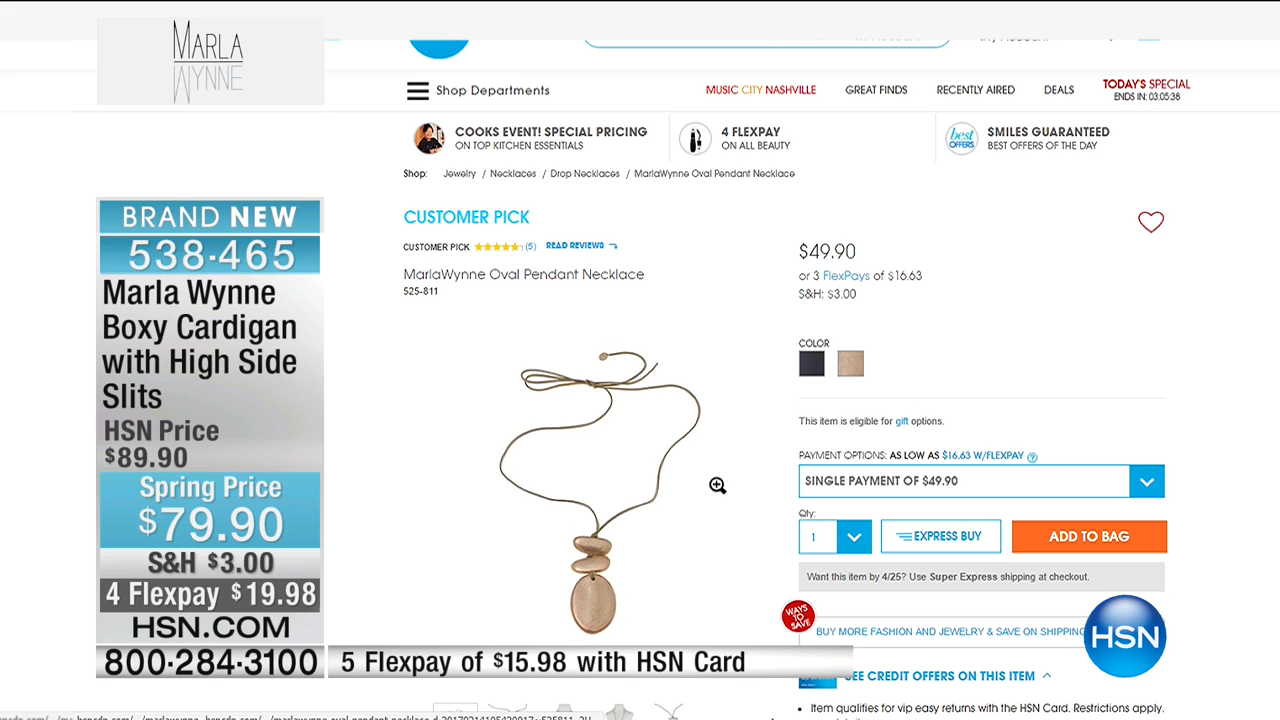 MARLA
WYNNE
Shop Departments
MUSIC CITY NASHVILLE
GREAT FINDS
RECENTLY AIRED
DEALS
TODAY'S SPECIAL
ENDS IN: 03:05:38
COOKS EVENT! SPECIAL PRICING
ON TOP KITCHEN ESSENTIALS
4 FLEXPAY
ON ALL BEAUTY
best
OFFERS
SMILES GUARANTEED
BEST OFFERS OF THE DAY
Shop: Jewelry / Necklaces / Drop Necklaces / MarlaWynne Oval Pendant Necklace
BRAND NEW
538-465
Marla Wynne
Boxy Cardigan
with High Side
Slits
HSN Price
$89.90
Spring Price
$79.90
S&H $3.00
4 Flexpay $19.98
HSN.COM
800-284-3100
5 Flexpay of $15.98 with HSN Card
CUSTOMER PICK
CUSTOMER PICK (5) READ REVIEWS
MarlaWynne Oval Pendant Necklace
525-811
$49.90
or 3 FlexPays of $16.63
S&H: $3.00
COLOR
This item is eligible for gift options.
PAYMENT OPTIONS: AS LOW AS $16.63 W/FLEXPAY ?
SINGLE PAYMENT OF $49.90
Qty:
1
EXPRESS BUY
ADD TO BAG
Want this item by 4/25? Use Super Express shipping at checkout.
WAYS
TO
SAVE
BUY MORE FASHION AND JEWELRY & SAVE ON SHIPPING
HSN
SEE CREDIT OFFERS ON THIS ITEM
Item qualifies for vip easy returns with the HSN Card. Restrictions apply.